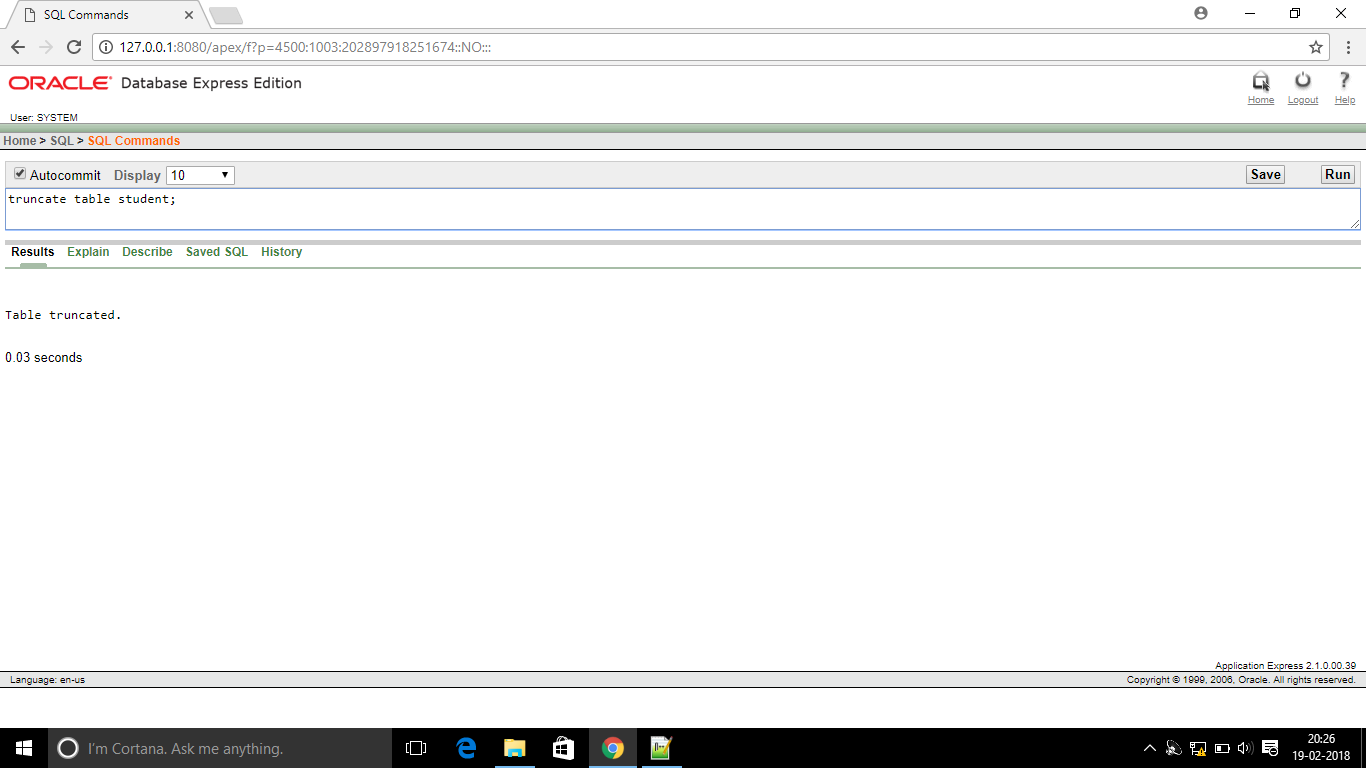 SQL Commands
127.0.0.1:8080/apex/f?p=4500:1003:202897918251674::NO:::
ORACLE Database Express Edition
Home Logout Help
User: SYSTEM
Home > SQL > SQL Commands
Autocommit Display 10 Save Run
truncate table student;
Results Explain Describe Saved SQL History
Table truncated.
0.03 seconds
Application Express 2.1.0.00.39
Language: en-us Copyright © 1999, 2006, Oracle. All rights reserved.
I'm Cortana. Ask me anything.
20:26
19-02-2018